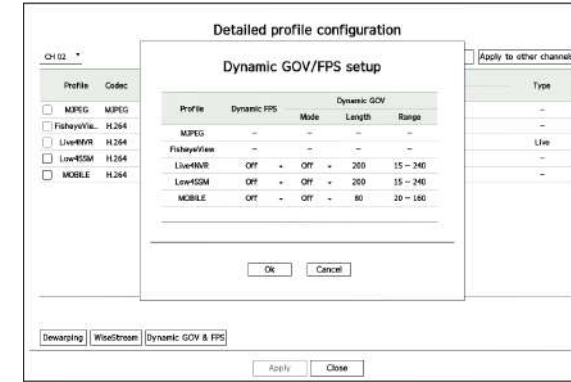 Detailed profile configuration
CH 02
Apply to other channels
Profile Codec Type
MJPEG MJPEG –
FisheyeVie... H.264 –
Live4NVR H.264 Live
Low4SSM H.264 –
MOBILE H.264 –
Dynamic GOV/FPS setup
Profile Dynamic FPS Dynamic GOV
Mode Length Range
MJPEG – – – –
FisheyeView – – – –
Live4NVR Off Off 200 15 ~ 240
Low4SSM Off Off 200 15 ~ 240
MOBILE Off Off 80 20 ~ 160
Ok Cancel
Dewarping WiseStream Dynamic GOV & FPS
Apply Close